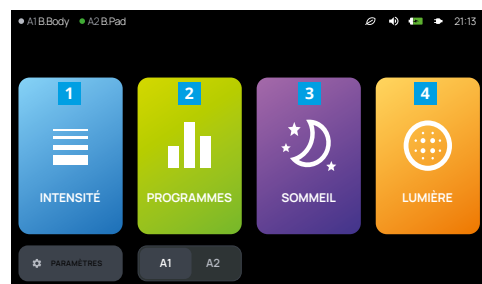 A1 B.Body A2 B.Pad 21:13
1 2 3 4
INTENSITÉ PROGRAMMES SOMMEIL LUMIÈRE
PARAMÈTRES A1 A2